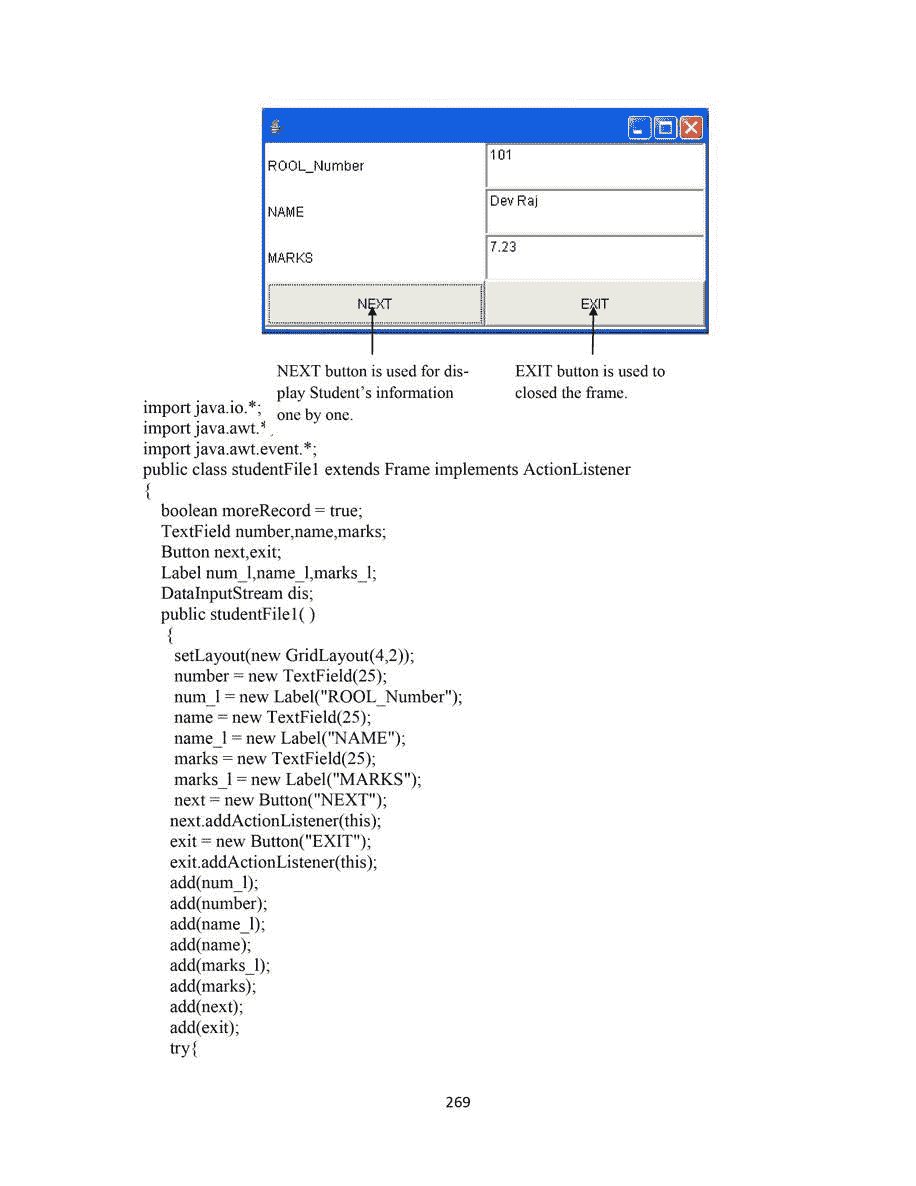 ROOL_Number
101
NAME
Dev Raj
MARKS
7.23
NEXT
EXIT
NEXT button is used for dis-
play Student’s information
one by one.
EXIT button is used to
closed the frame.
import java.io.*;
import java.awt.*
import java.awt.event.*;
public class studentFile1 extends Frame implements ActionListener
{
boolean moreRecord = true;
TextField number,name,marks;
Button next,exit;
Label num_l,name_l,marks_l;
DataInputStream dis;
public studentFile1( )
{
setLayout(new GridLayout(4,2));
number = new TextField(25);
num_l = new Label("ROOL_Number");
name = new TextField(25);
name_l = new Label("NAME");
marks = new TextField(25);
marks_l = new Label("MARKS");
next = new Button("NEXT");
next.addActionListener(this);
exit = new Button("EXIT");
exit.addActionListener(this);
add(num_l);
add(number);
add(name_l);
add(name);
add(marks_l);
add(marks);
add(next);
add(exit);
try{
269